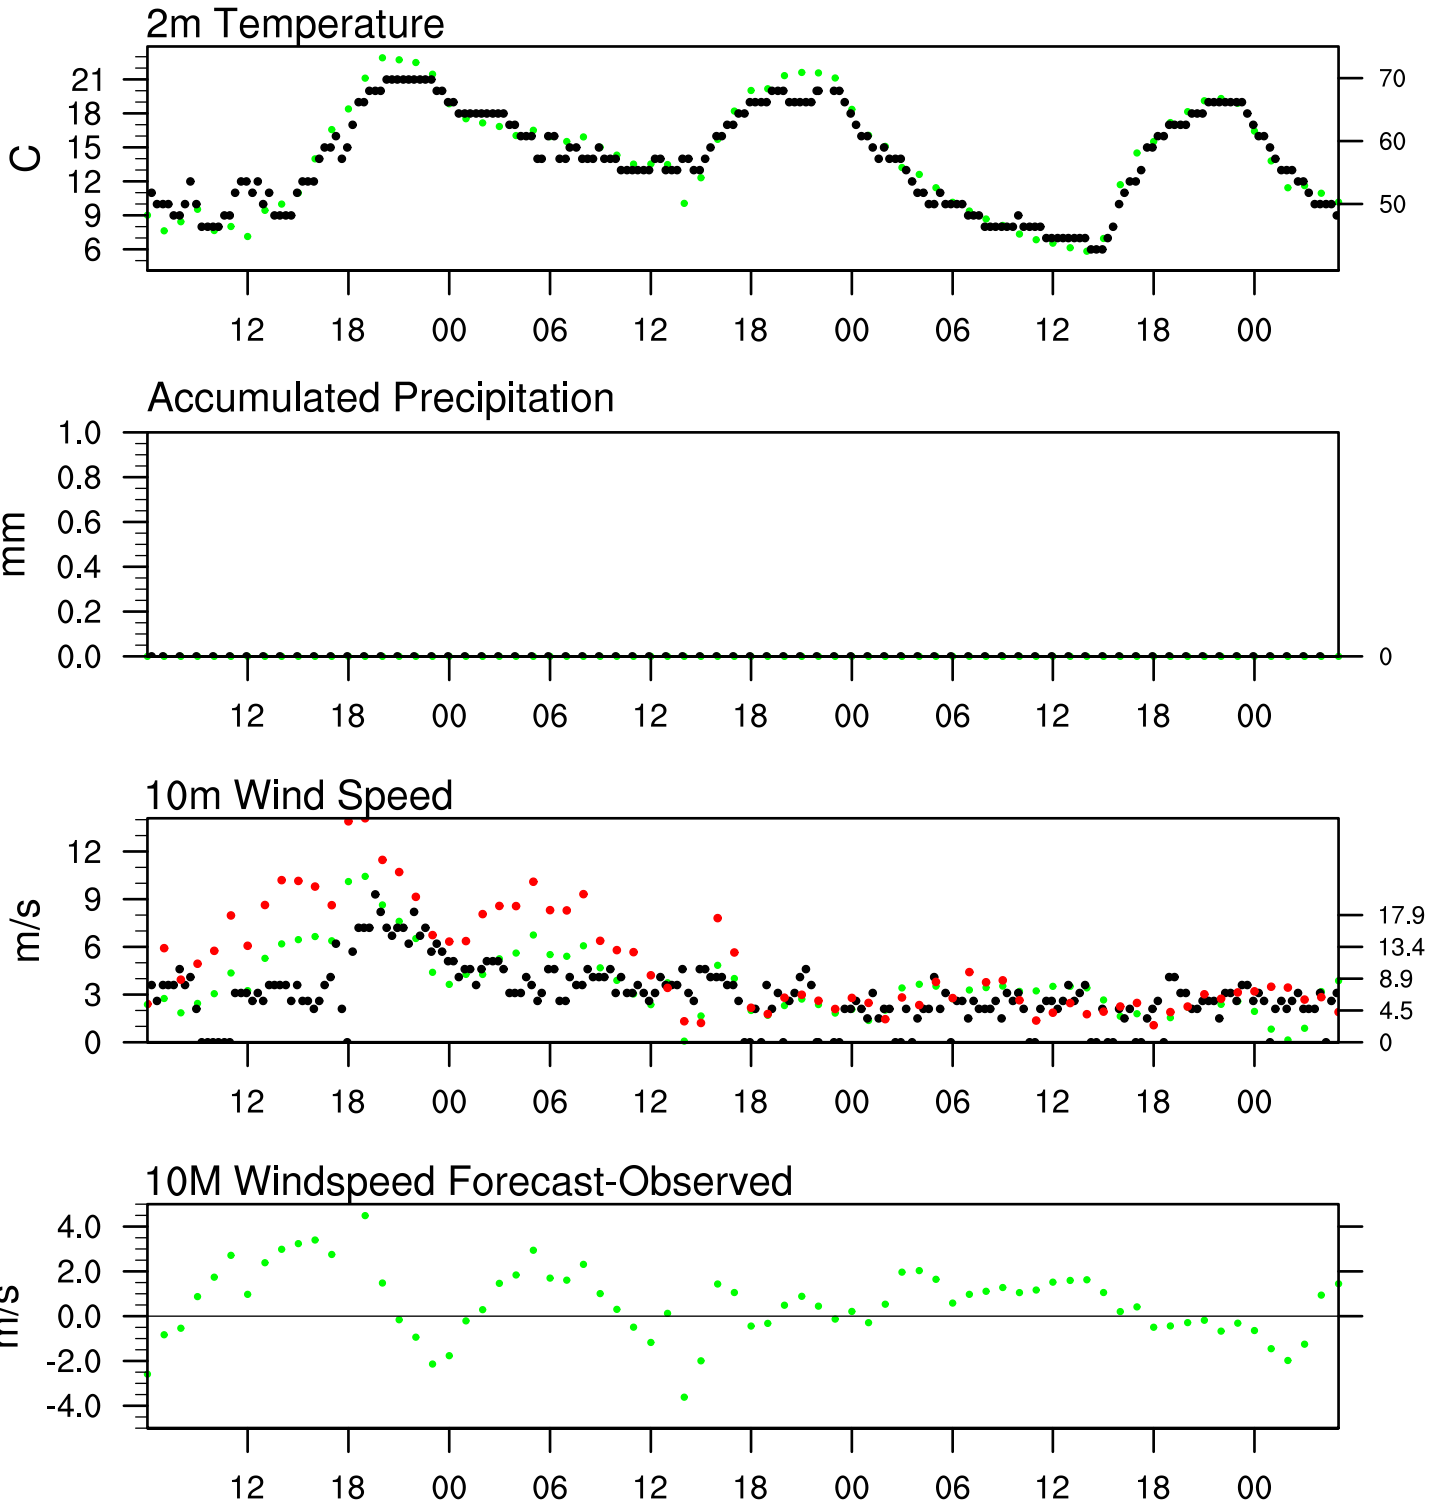 2m Temperature
21
18
15
12
9
6
C
70
60
50
12 18 00 06 12 18 00 06 12 18 00
Accumulated Precipitation
1.0
0.8
0.6
0.4
0.2
0.0
mm
0
12 18 00 06 12 18 00 06 12 18 00
10m Wind Speed
12
9
6
3
0
m/s
17.9
13.4
8.9
4.5
0
12 18 00 06 12 18 00 06 12 18 00
10M Windspeed Forecast-Observed
4.0
2.0
0.0
-2.0
-4.0
m/s
12 18 00 06 12 18 00 06 12 18 00